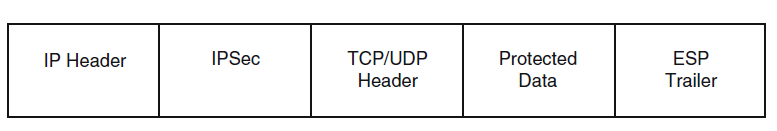 IP Header
IPSec
TCP/UDP
Header
Protected
Data
ESP
Trailer